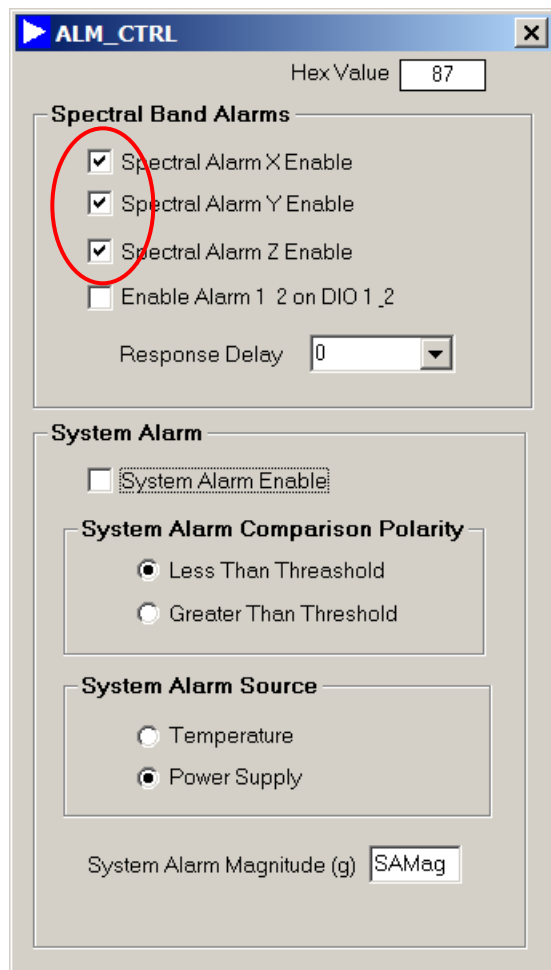 ALM_CTRL
Hex Value 87
Spectral Band Alarms
Spectral Alarm X Enable
Spectral Alarm Y Enable
Spectral Alarm Z Enable
Enable Alarm 1 2 on DIO 1_2
Response Delay 0
System Alarm
System Alarm Enable
System Alarm Comparison Polarity
Less Than Threashold
Greater Than Threshold
System Alarm Source
Temperature
Power Supply
System Alarm Magnitude (g) SAMag